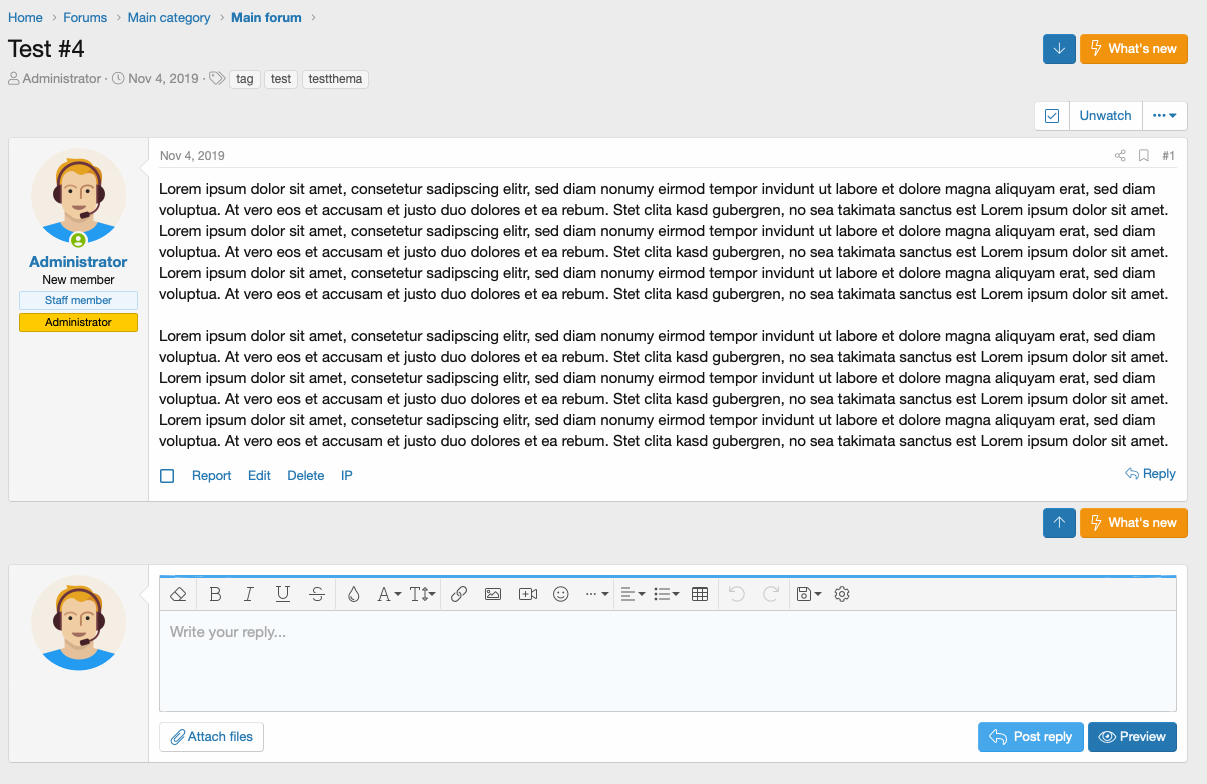 Home > Forums > Main category > Main forum >
Test #4
What's new
Administrator · Nov 4, 2019 · tag test testthema
Unwatch
Nov 4, 2019 #1
Administrator
New member
Staff member
Administrator
Lorem ipsum dolor sit amet, consetetur sadipscing elitr, sed diam nonumy eirmod tempor invidunt ut labore et dolore magna aliquyam erat, sed diam
voluptua. At vero eos et accusam et justo duo dolores et ea rebum. Stet clita kasd gubergren, no sea takimata sanctus est Lorem ipsum dolor sit amet.
Lorem ipsum dolor sit amet, consetetur sadipscing elitr, sed diam nonumy eirmod tempor invidunt ut labore et dolore magna aliquyam erat, sed diam
voluptua. At vero eos et accusam et justo duo dolores et ea rebum. Stet clita kasd gubergren, no sea takimata sanctus est Lorem ipsum dolor sit amet.
Lorem ipsum dolor sit amet, consetetur sadipscing elitr, sed diam nonumy eirmod tempor invidunt ut labore et dolore magna aliquyam erat, sed diam
voluptua. At vero eos et accusam et justo duo dolores et ea rebum. Stet clita kasd gubergren, no sea takimata sanctus est Lorem ipsum dolor sit amet.
Lorem ipsum dolor sit amet, consetetur sadipscing elitr, sed diam nonumy eirmod tempor invidunt ut labore et dolore magna aliquyam erat, sed diam
voluptua. At vero eos et accusam et justo duo dolores et ea rebum. Stet clita kasd gubergren, no sea takimata sanctus est Lorem ipsum dolor sit amet.
Lorem ipsum dolor sit amet, consetetur sadipscing elitr, sed diam nonumy eirmod tempor invidunt ut labore et dolore magna aliquyam erat, sed diam
voluptua. At vero eos et accusam et justo duo dolores et ea rebum. Stet clita kasd gubergren, no sea takimata sanctus est Lorem ipsum dolor sit amet.
Lorem ipsum dolor sit amet, consetetur sadipscing elitr, sed diam nonumy eirmod tempor invidunt ut labore et dolore magna aliquyam erat, sed diam
voluptua. At vero eos et accusam et justo duo dolores et ea rebum. Stet clita kasd gubergren, no sea takimata sanctus est Lorem ipsum dolor sit amet.
Report Edit Delete IP Reply
What's new
Write your reply...
Attach files Post reply Preview